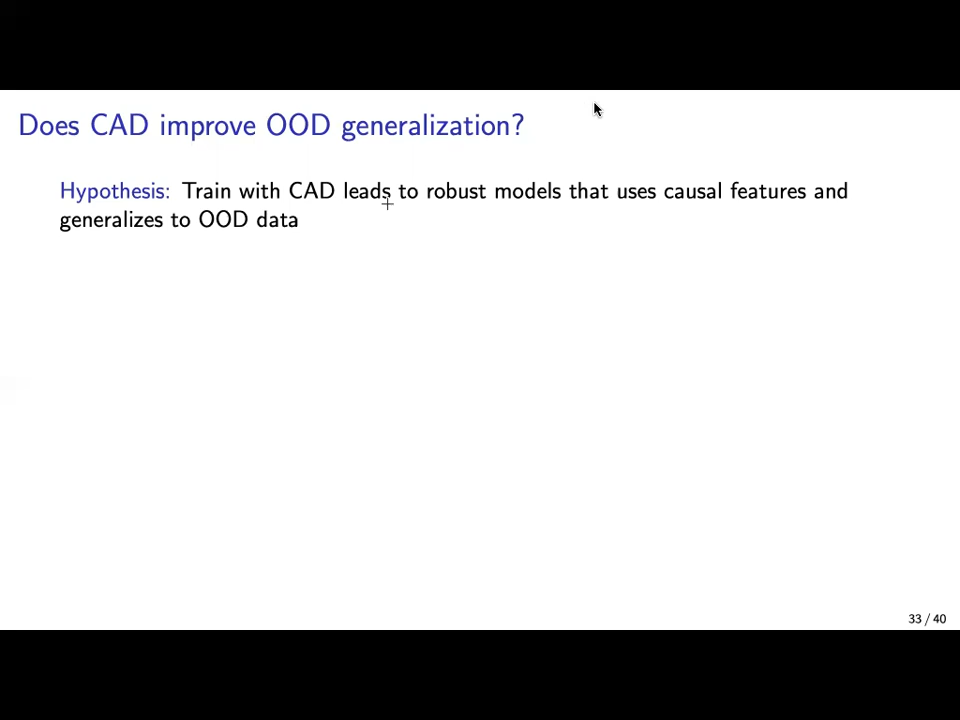 Does CAD improve OOD generalization?
Hypothesis: Train with CAD leads to robust models that uses causal features and
generalizes to OOD data
33 / 40